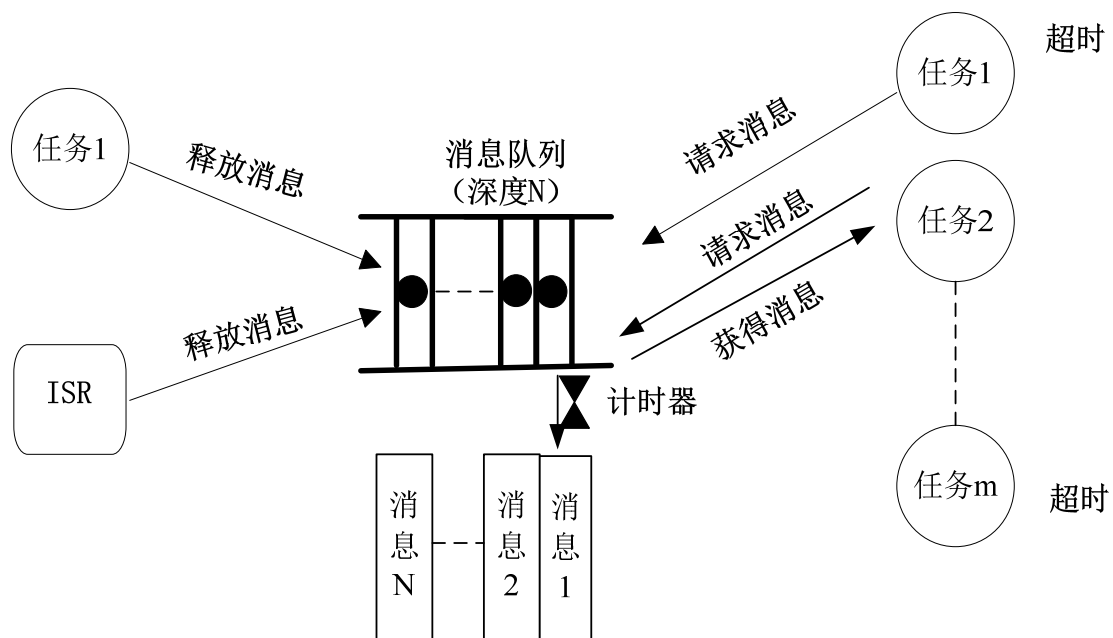 超时
任务1
任务1
释放消息
消息队列
（深度N）
请求消息
请求消息
任务2
获得消息
释放消息
ISR
计时器
任务m
超时
消息N
消息2
消息1